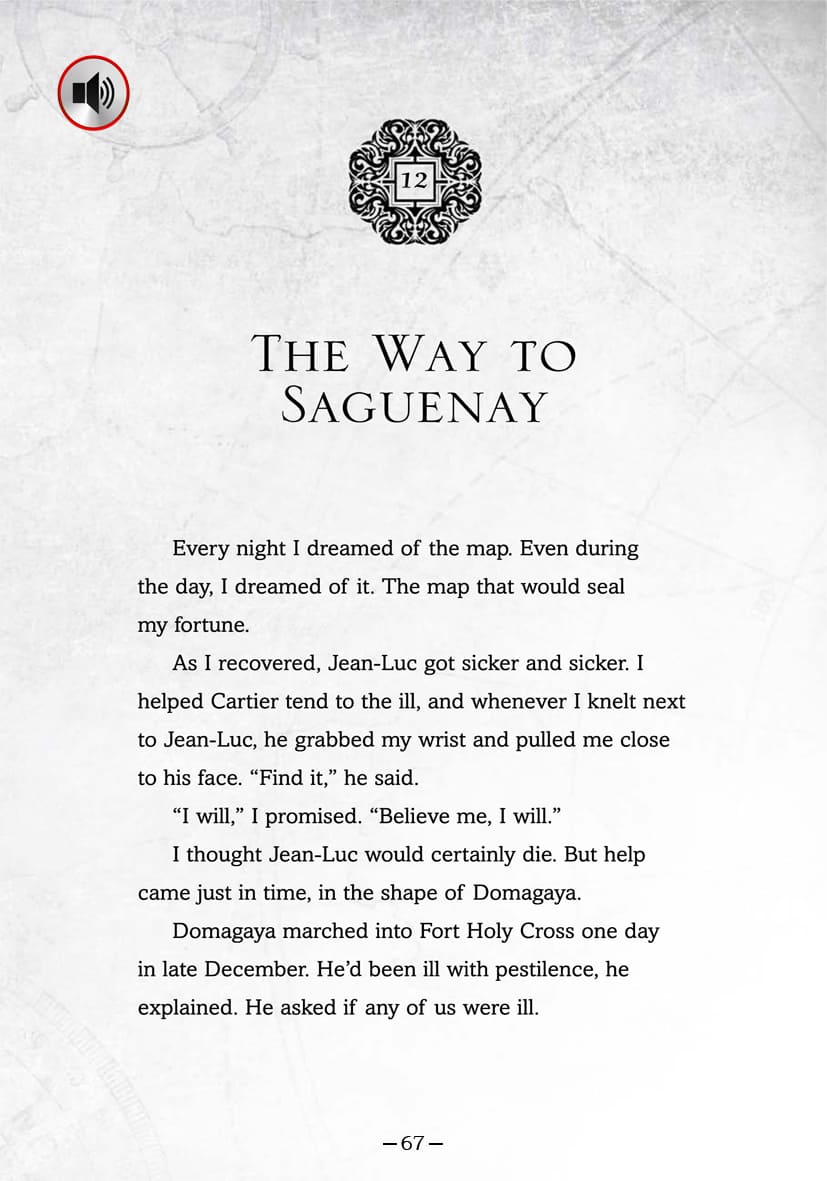 12
The Way to
Saguenay
Every night I dreamed of the map. Even during
the day, I dreamed of it. The map that would seal
my fortune.
As I recovered, Jean-Luc got sicker and sicker. I
helped Cartier tend to the ill, and whenever I knelt next
to Jean-Luc, he grabbed my wrist and pulled me close
to his face. “Find it,” he said.
“I will,” I promised. “Believe me, I will.”
I thought Jean-Luc would certainly die. But help
came just in time, in the shape of Domagaya.
Domagaya marched into Fort Holy Cross one day
in late December. He’d been ill with pestilence, he
explained. He asked if any of us were ill.
—67—